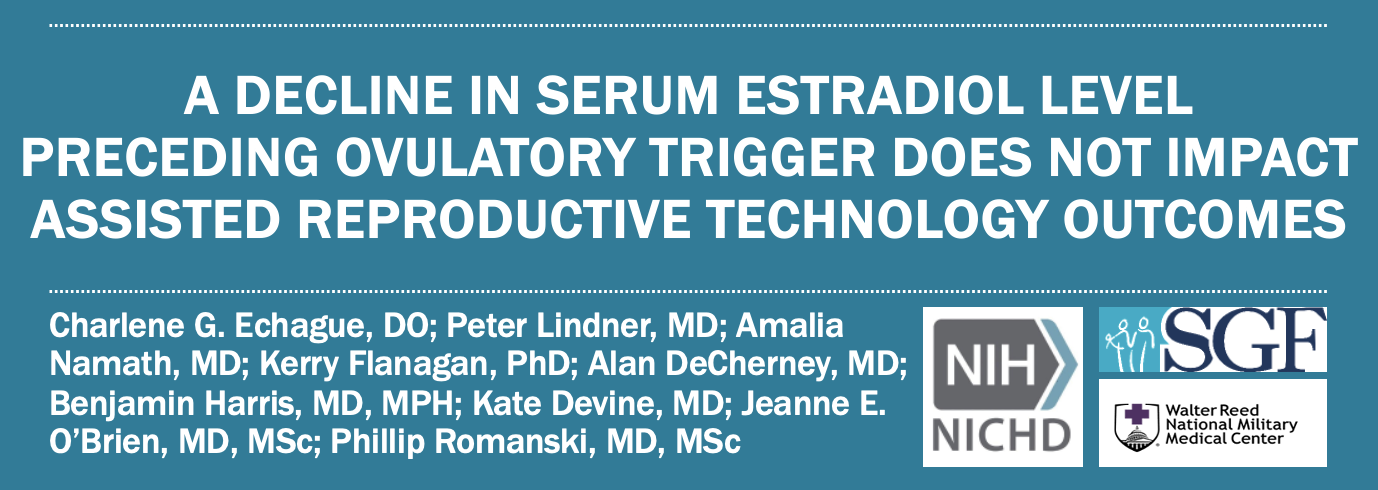 A DECLINE IN SERUM ESTRADIOL LEVEL
PRECEDING OVULATORY TRIGGER DOES NOT IMPACT
ASSISTED REPRODUCTIVE TECHNOLOGY OUTCOMES
Charlene G. Echague, DO; Peter Lindner, MD; Amalia
Namath, MD; Kerry Flanagan, PhD; Alan DeCherney, MD;
Benjamin Harris, MD, MPH; Kate Devine, MD; Jeanne E.
O’Brien, MD, MSc; Phillip Romanski, MD, MSc
NIH
NICHD
SGF
Walter Reed
National Military
Medical Center